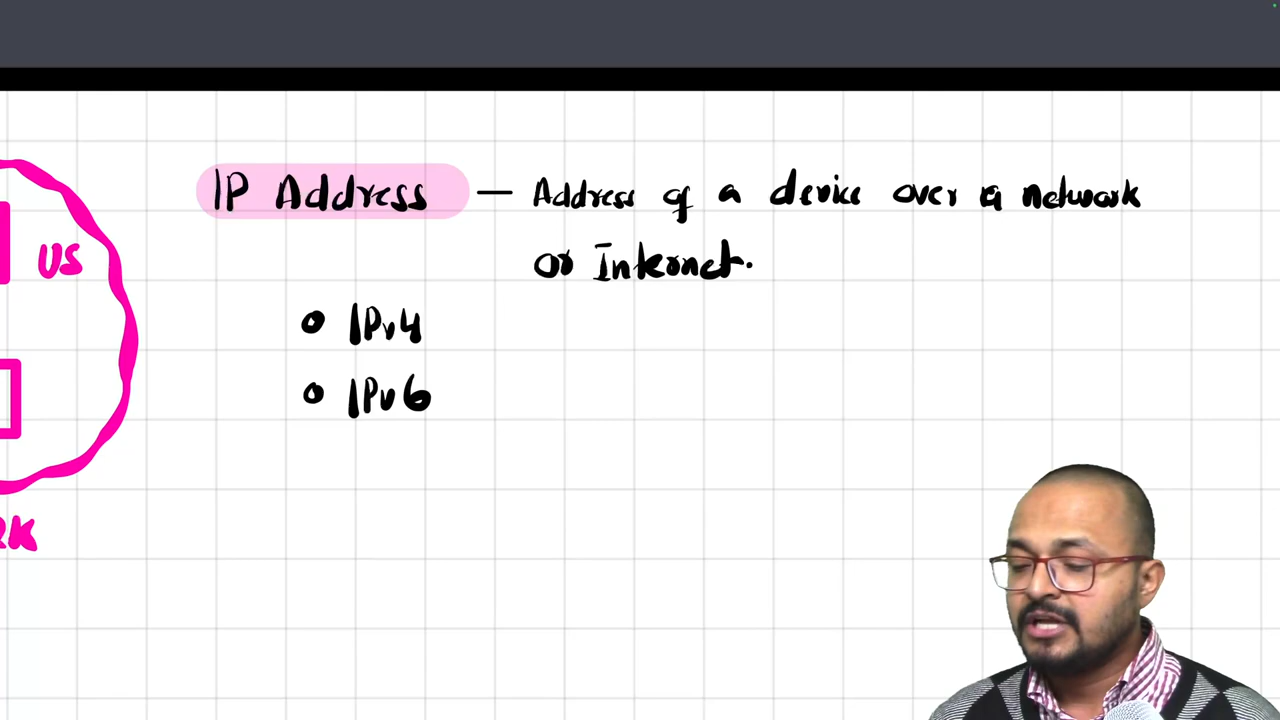 IP Address — Address of a device over a network
or Internet.
US
IPv4
IPv6
RK